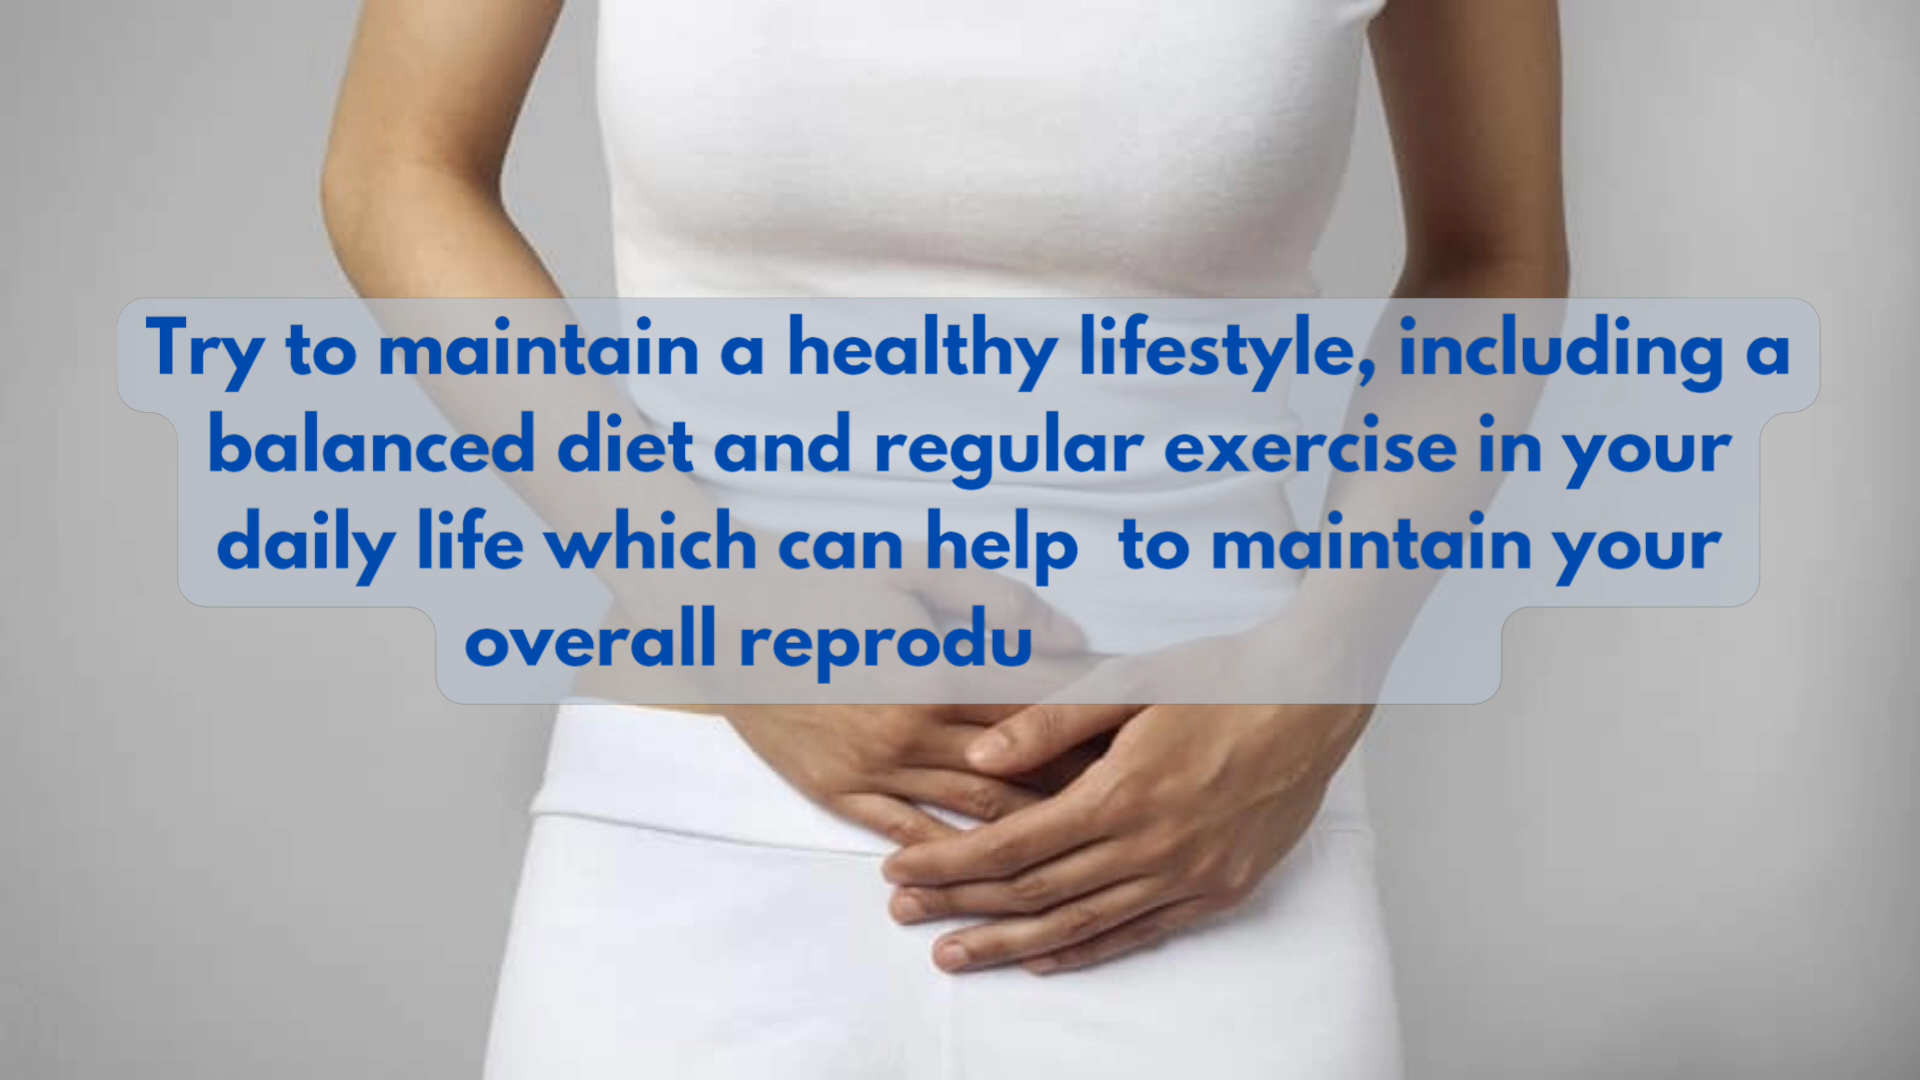 Try to maintain a healthy lifestyle, including a
balanced diet and regular exercise in your
daily life which can help  to maintain your
overall reprodu